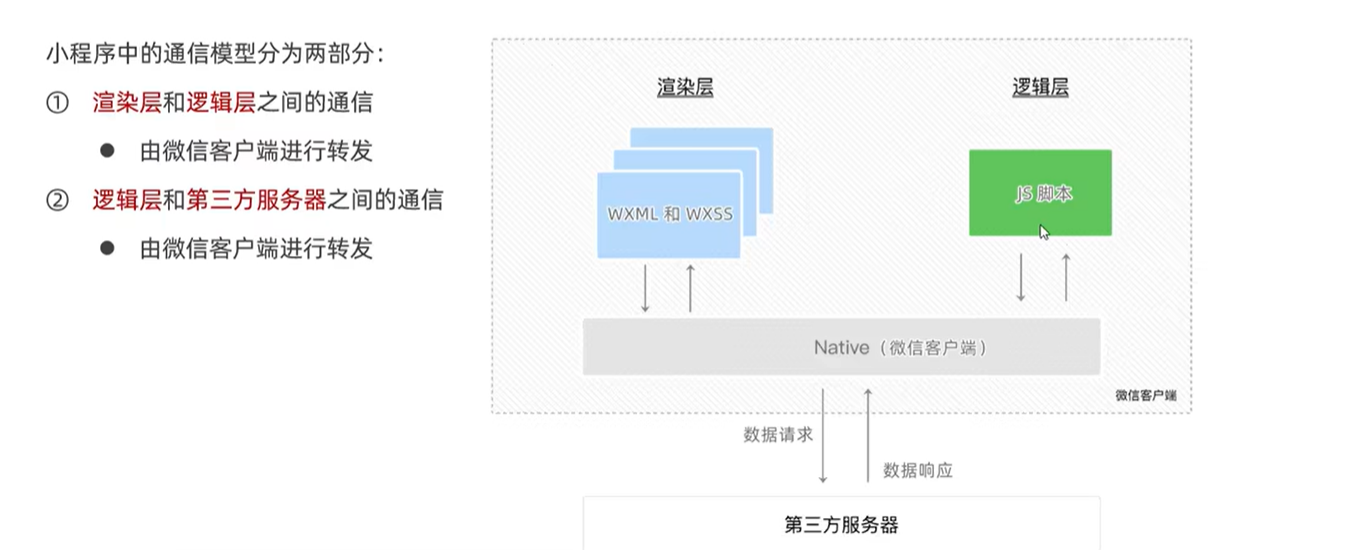 小程序中的通信模型分为两部分：
① 渲染层和逻辑层之间的通信
● 由微信客户端进行转发
② 逻辑层和第三方服务器之间的通信
● 由微信客户端进行转发
渲染层
逻辑层
WXML 和 WXSS
JS 脚本
Native（微信客户端）
微信客户端
数据请求
数据响应
第三方服务器